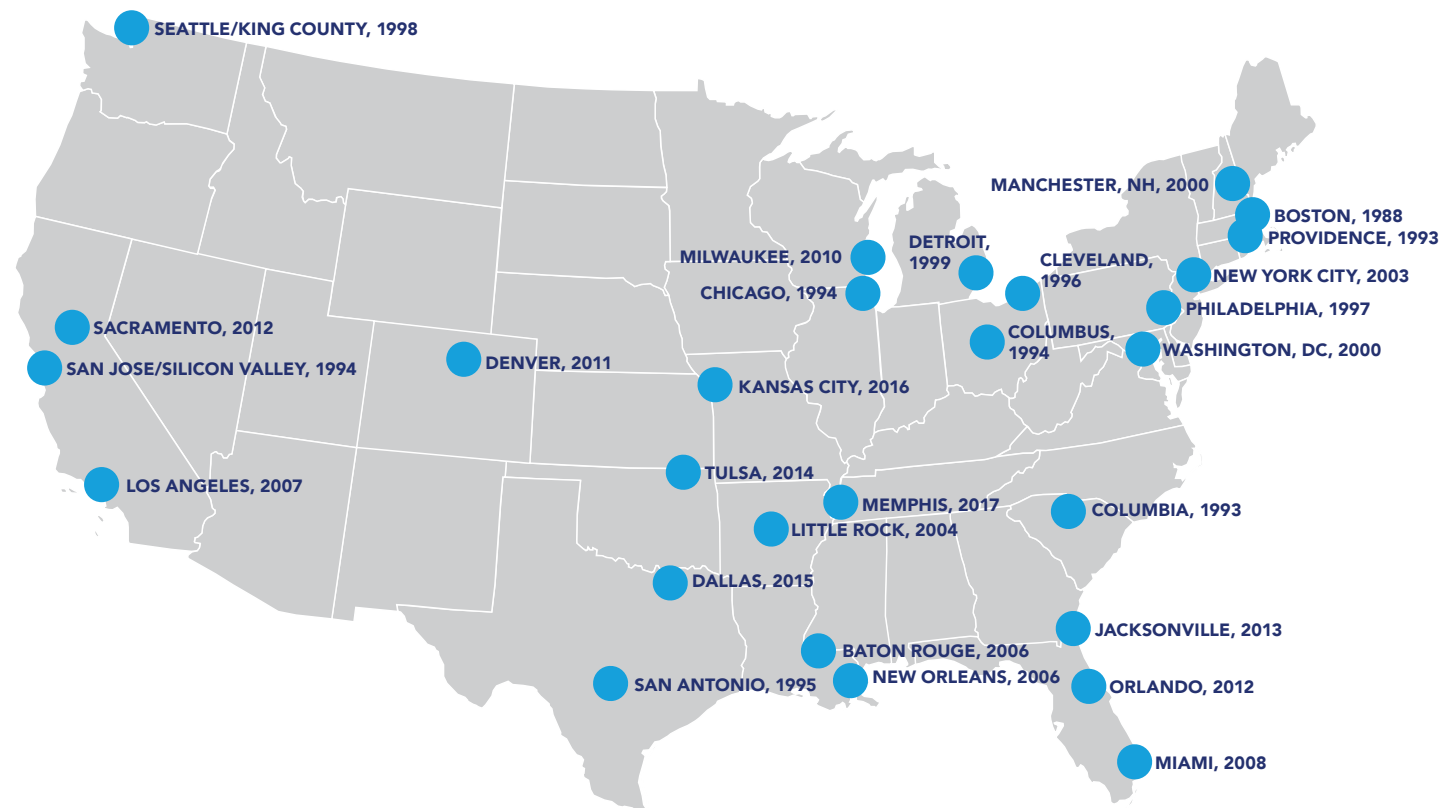 SEATTLE/KING COUNTY, 1998
MANCHESTER, NH, 2000
BOSTON, 1988
PROVIDENCE, 1993
DETROIT,
1999
MILWAUKEE, 2010
CLEVELAND,
1996
NEW YORK CITY, 2003
CHICAGO, 1994
PHILADELPHIA, 1997
SACRAMENTO, 2012
COLUMBUS,
1994
WASHINGTON, DC, 2000
DENVER, 2011
SAN JOSE/SILICON VALLEY, 1994
KANSAS CITY, 2016
TULSA, 2014
LOS ANGELES, 2007
MEMPHIS, 2017
COLUMBIA, 1993
LITTLE ROCK, 2004
DALLAS, 2015
JACKSONVILLE, 2013
BATON ROUGE, 2006
NEW ORLEANS, 2006
SAN ANTONIO, 1995
ORLANDO, 2012
MIAMI, 2008